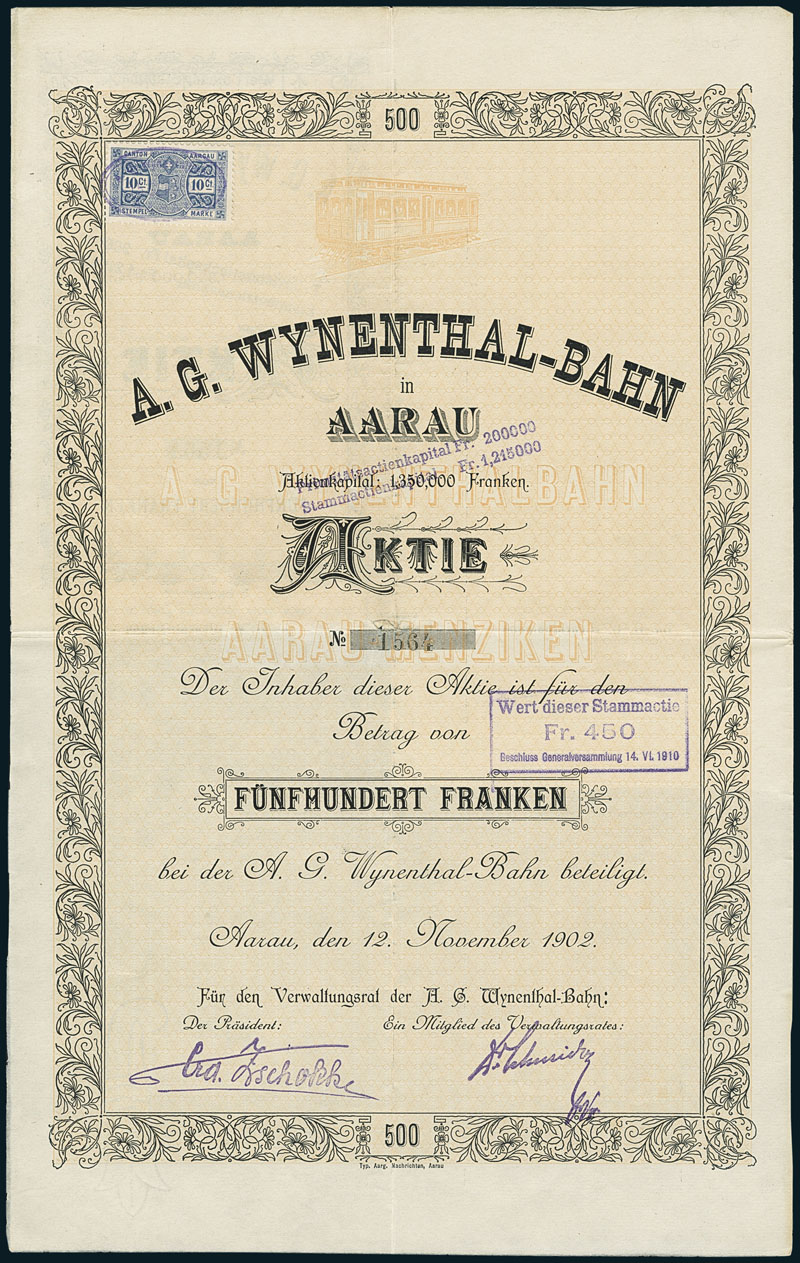 500
CANTON AARGAU
10 Ct. 10 Ct.
STEMPEL MARKE
A. G. WYNENTHAL-BAHN
in
AARAU
Prioritätsactienkapital Fr. 200000
Stammactienkapital Fr. 1,215000
Aktienkapital: 1,350,000 Franken.
A. G. WYNENTHALBAHN
AKTIE
AARAU MENZIKEN
No 1564
Der Inhaber dieser Aktie ist für den
Betrag von
Wert dieser Stammactie
Fr. 450
Beschluss Generalversammlung 14. VI. 1910
FÜNFHUNDERT FRANKEN
bei der A. G. Wynenthal-Bahn beteiligt.
Aarau, den 12. November 1902.
Für den Verwaltungsrat der A. G. Wynenthal-Bahn:
Der Präsident: Ein Mitglied des Verwaltungsrates:
Zschokke
500
Typ. Aarg. Nachrichten, Aarau